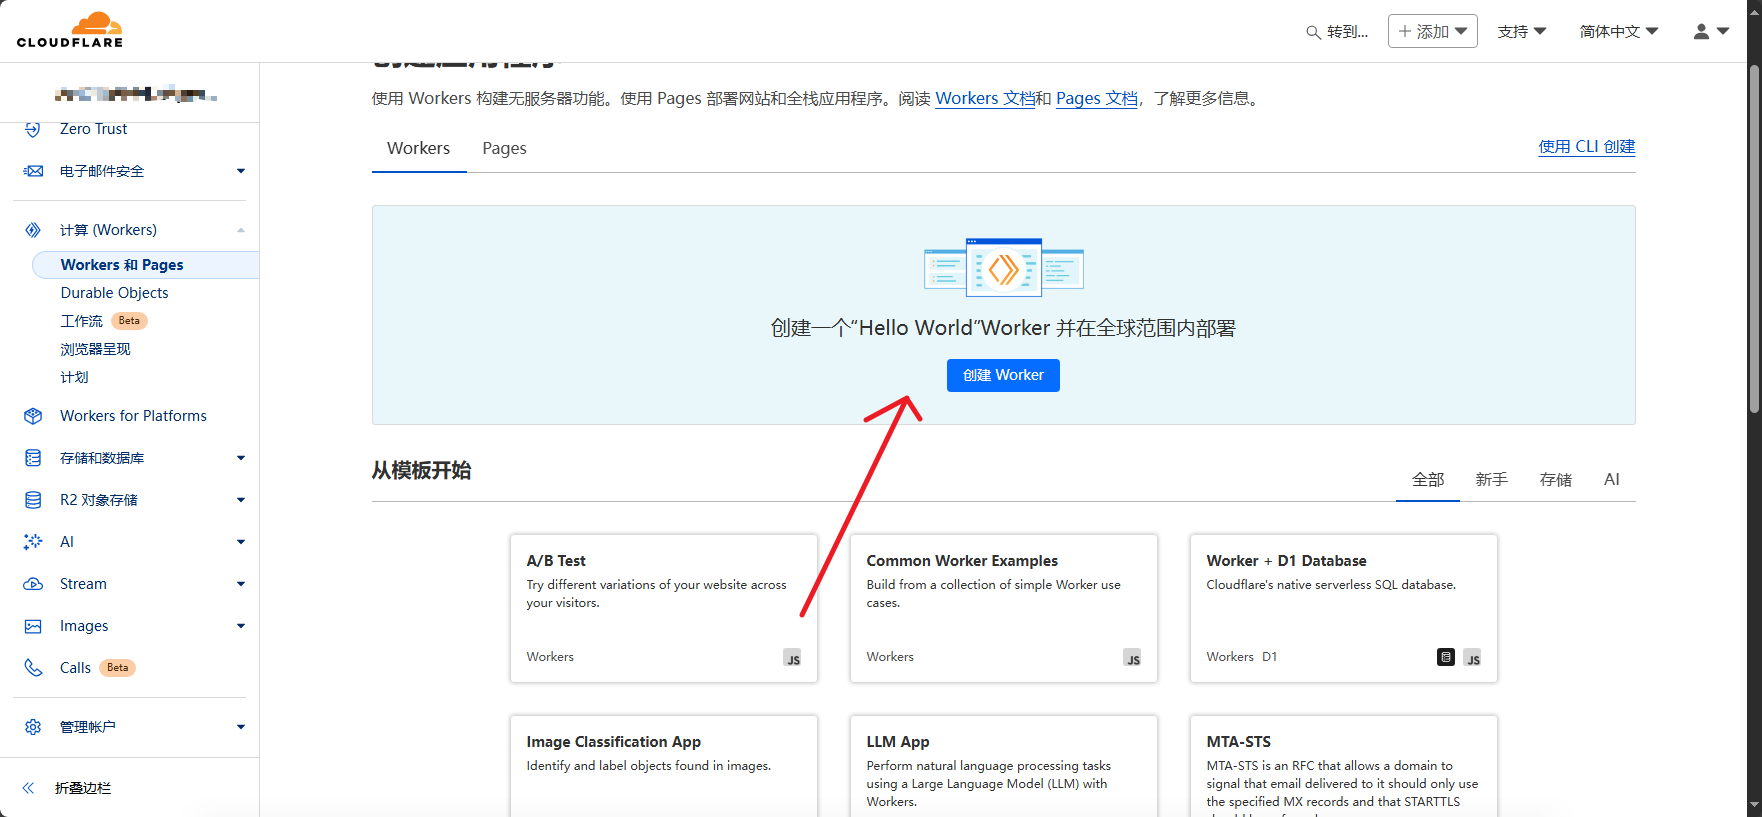 CLOUDFLARE
转到...
添加
支持
简体中文
Zero Trust
电子邮件安全
计算 (Workers)
Workers 和 Pages
Durable Objects
工作流 Beta
浏览器呈现
计划
Workers for Platforms
存储和数据库
R2 对象存储
AI
Stream
Images
Calls Beta
管理帐户
折叠边栏
创建应用程序
使用 Workers 构建无服务器功能。使用 Pages 部署网站和全栈应用程序。阅读 Workers 文档和 Pages 文档，了解更多信息。
Workers Pages
使用 CLI 创建
创建一个“Hello World”Worker 并在全球范围内部署
创建 Worker
从模板开始
全部 新手 存储 AI
A/B Test
Try different variations of your website across
your visitors.
Workers JS
Common Worker Examples
Build from a collection of simple Worker use
cases.
Workers JS
Worker + D1 Database
Cloudflare's native serverless SQL database.
Workers D1 JS
Image Classification App
Identify and label objects found in images.
LLM App
Perform natural language processing tasks
using a Large Language Model (LLM) with
Workers.
MTA-STS
MTA-STS is an RFC that allows a domain to
signal that email delivered to it should only use
the specified MX records and that STARTTLS